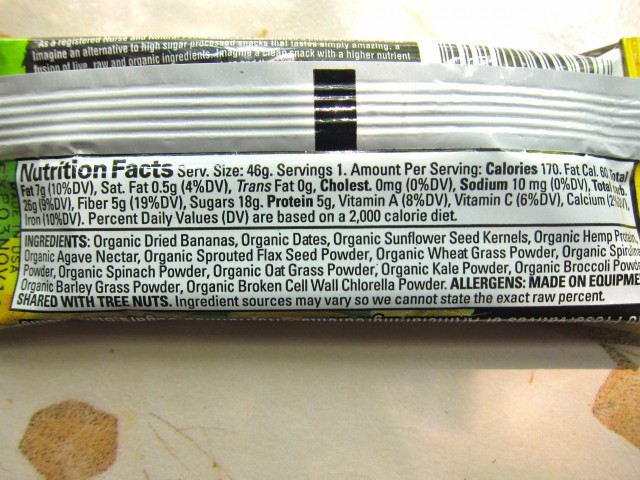 "As a registered Nurse and
Imagine an alternative to high sugar processed snacks that tastes simply amazing, a
fusion of live, raw and organic ingredients. Imagine a clean snack with a higher nutrient
Nutrition Facts Serv. Size: 46g. Servings 1. Amount Per Serving: Calories 170. Fat Cal. 60 Total
Fat 7g (10%DV), Sat. Fat 0.5g (4%DV), Trans Fat 0g, Cholest. 0mg (0%DV), Sodium 10 mg (0%DV), Total
26g (9%DV), Fiber 5g (19%DV), Sugars 18g. Protein 5g, Vitamin A (8%DV), Vitamin C (6%DV), Calcium
Iron (10%DV). Percent Daily Values (DV) are based on a 2,000 calorie diet.
INGREDIENTS: Organic Dried Bananas, Organic Dates, Organic Sunflower Seed Kernels, Organic Hemp Protein,
Organic Agave Nectar, Organic Sprouted Flax Seed Powder, Organic Wheat Grass Powder, Organic Spirulina
Powder, Organic Spinach Powder, Organic Oat Grass Powder, Organic Kale Powder, Organic Broccoli Powder
Organic Barley Grass Powder, Organic Broken Cell Wall Chlorella Powder. ALLERGENS: MADE ON EQUIPME
SHARED WITH TREE NUTS. Ingredient sources may vary so we cannot state the exact raw percent.